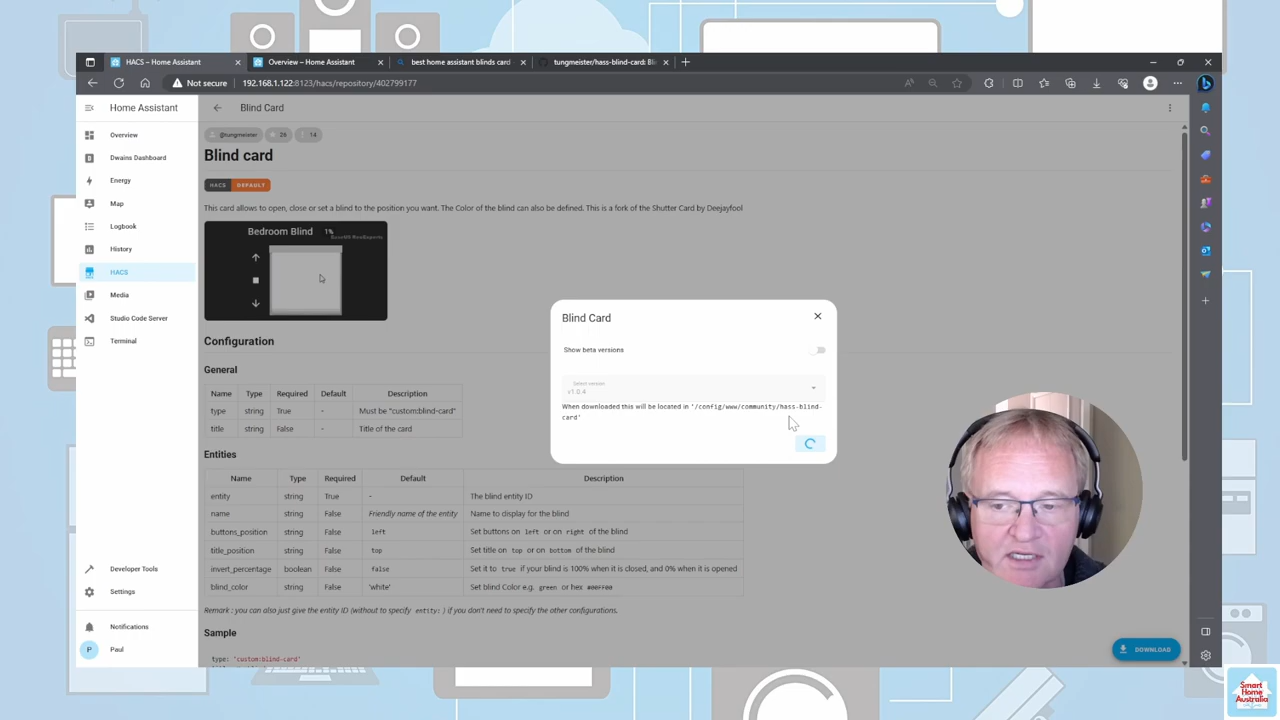 HACS – Home Assistant
Overview – Home Assistant
best home assistant blinds card
tungmeister/hass-blind-card: Bli
Not secure
192.168.1.122:8123/hacs/repository/402799177
Home Assistant
Blind Card
Overview
Dwains Dashboard
Energy
Map
Logbook
History
HACS
Media
Studio Code Server
Terminal
Developer Tools
Settings
Notifications
P Paul
@tungmeister 26 14
Blind card
HACS DEFAULT
This card allows to open, close or set a blind to the position you want. The Color of the blind can also be defined. This is a fork of the Shutter Card by Deejayfool
Bedroom Blind 1%
Configuration
General
Name Type Required Default Description
type string True - Must be "custom:blind-card"
title string False - Title of the card
Entities
Name Type Required Default Description
entity string True - The blind entity ID
name string False Friendly name of the entity Name to display for the blind
buttons_position string False left Set buttons on left or on right of the blind
title_position string False top Set title on top or on bottom of the blind
invert_percentage boolean False false Set it to true if your blind is 100% when it is closed, and 0% when it is opened
blind_color string False 'white' Set blind Color e.g. green or hex #00FF00
Remark : you can also just give the entity ID (without to specify entity: ) if you don't need to specify the other configurations.
Sample
type: "custom:blind-card"
Blind Card
Show beta versions
Select version
v1.0.4
When downloaded this will be located in '/config/www/community/hass-blind-
card'
DOWNLOAD
Smart
Home
Australia